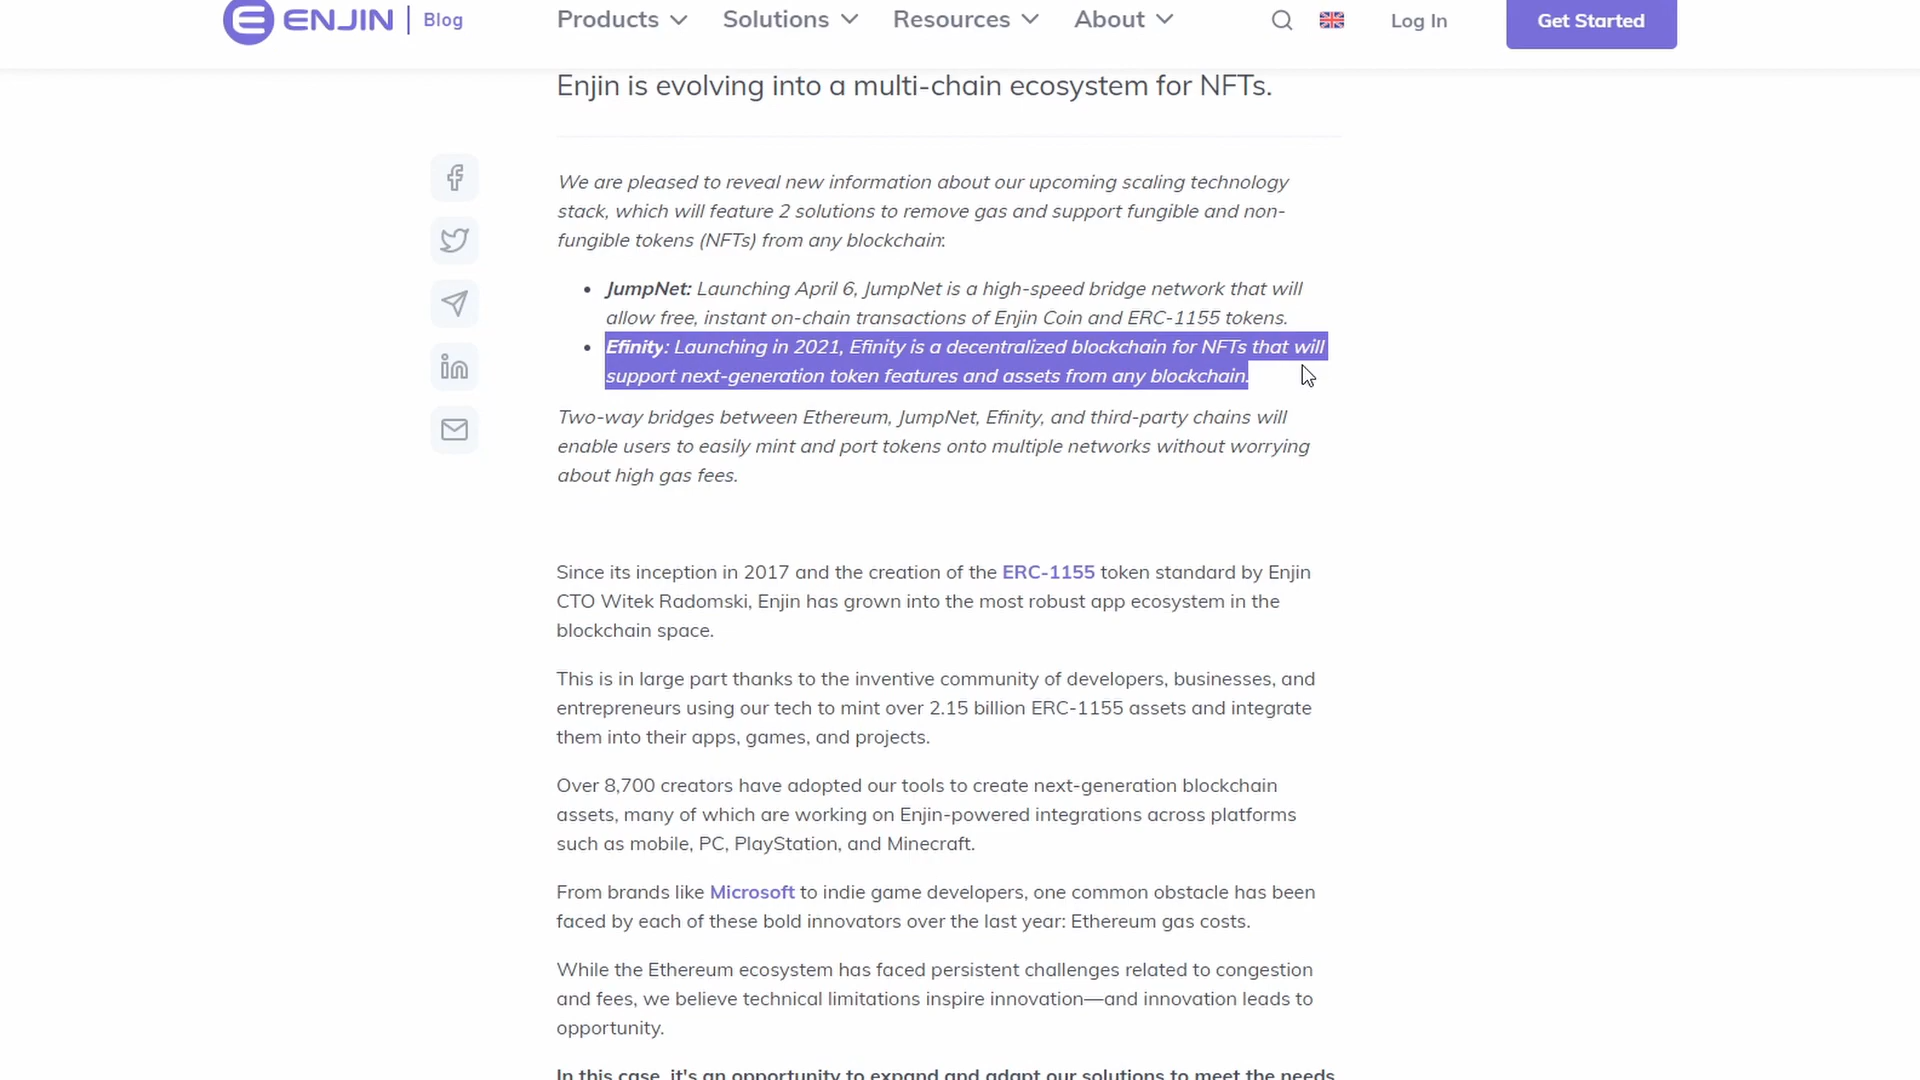 ENJIN | Blog
Products
Solutions
Resources
About
Log In
Get Started
Enjin is evolving into a multi-chain ecosystem for NFTs.
We are pleased to reveal new information about our upcoming scaling technology
stack, which will feature 2 solutions to remove gas and support fungible and non-
fungible tokens (NFTs) from any blockchain:
• JumpNet: Launching April 6, JumpNet is a high-speed bridge network that will
allow free, instant on-chain transactions of Enjin Coin and ERC-1155 tokens.
• Efinity: Launching in 2021, Efinity is a decentralized blockchain for NFTs that will
support next-generation token features and assets from any blockchain.
Two-way bridges between Ethereum, JumpNet, Efinity, and third-party chains will
enable users to easily mint and port tokens onto multiple networks without worrying
about high gas fees.
Since its inception in 2017 and the creation of the ERC-1155 token standard by Enjin
CTO Witek Radomski, Enjin has grown into the most robust app ecosystem in the
blockchain space.
This is in large part thanks to the inventive community of developers, businesses, and
entrepreneurs using our tech to mint over 2.15 billion ERC-1155 assets and integrate
them into their apps, games, and projects.
Over 8,700 creators have adopted our tools to create next-generation blockchain
assets, many of which are working on Enjin-powered integrations across platforms
such as mobile, PC, PlayStation, and Minecraft.
From brands like Microsoft to indie game developers, one common obstacle has been
faced by each of these bold innovators over the last year: Ethereum gas costs.
While the Ethereum ecosystem has faced persistent challenges related to congestion
and fees, we believe technical limitations inspire innovation—and innovation leads to
opportunity.
In this case, it's an opportunity to expand and adapt our solutions to meet the needs